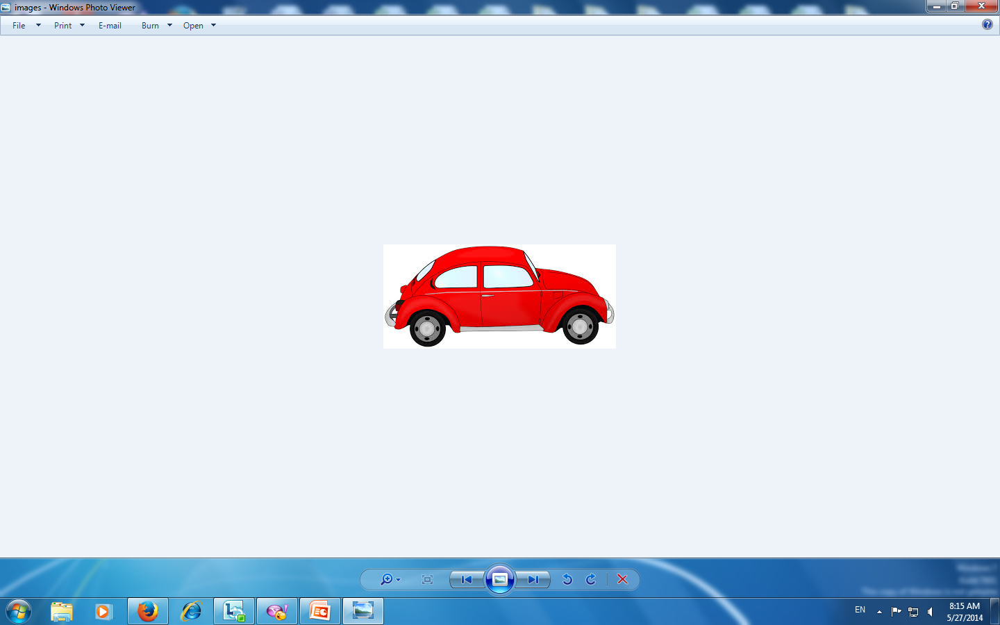 images - Windows Photo Viewer
File Print E-mail Burn Open
EN
8:15 AM
5/27/2014